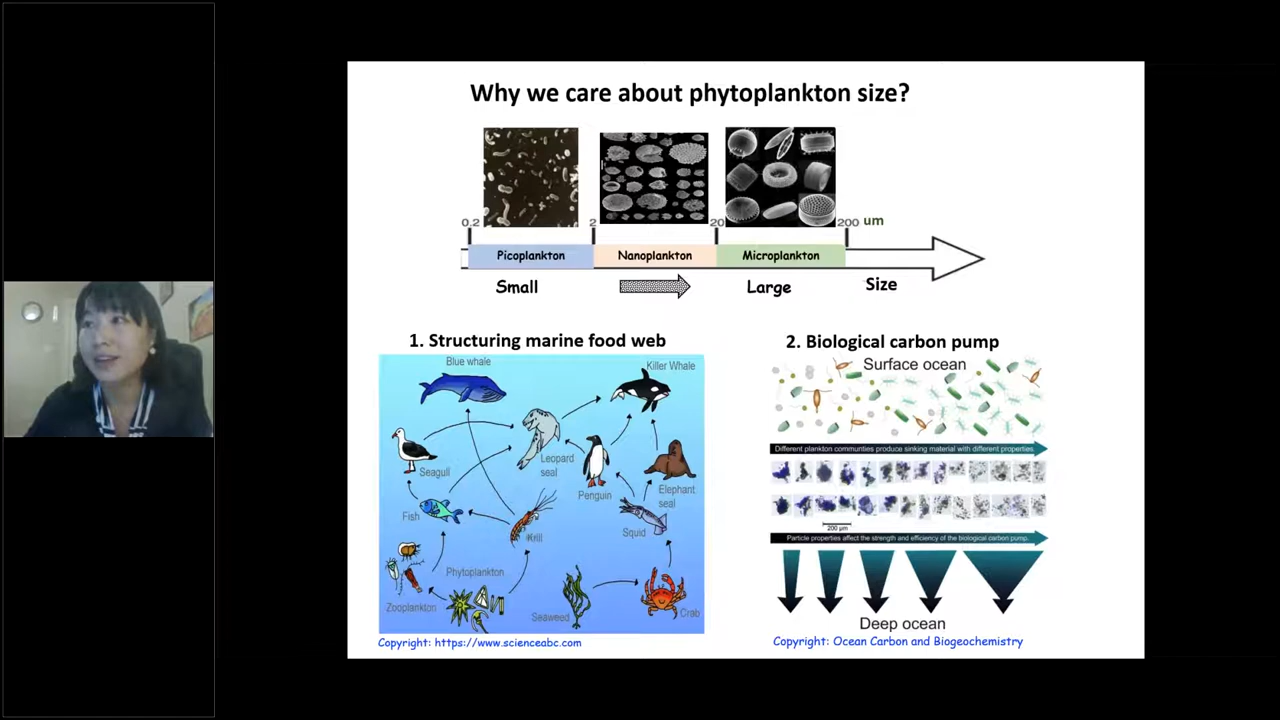 Why we care about phytoplankton size?
0.2 2 20 200 um
Picoplankton Nanoplankton Microplankton
Small Large Size
1. Structuring marine food web
Blue whale
Killer Whale
Seagull
Leopard
seal
Penguin
Elephant
seal
Fish
Krill
Squid
Phytoplankton
Zooplankton
Seaweed
Crab
Copyright: https://www.scienceabc.com
2. Biological carbon pump
Surface ocean
Different plankton communties produce sinking material with different properties.
200 µm
Particle properties affect the strength and efficiency of the biological carbon pump.
Deep ocean
Copyright: Ocean Carbon and Biogeochemistry